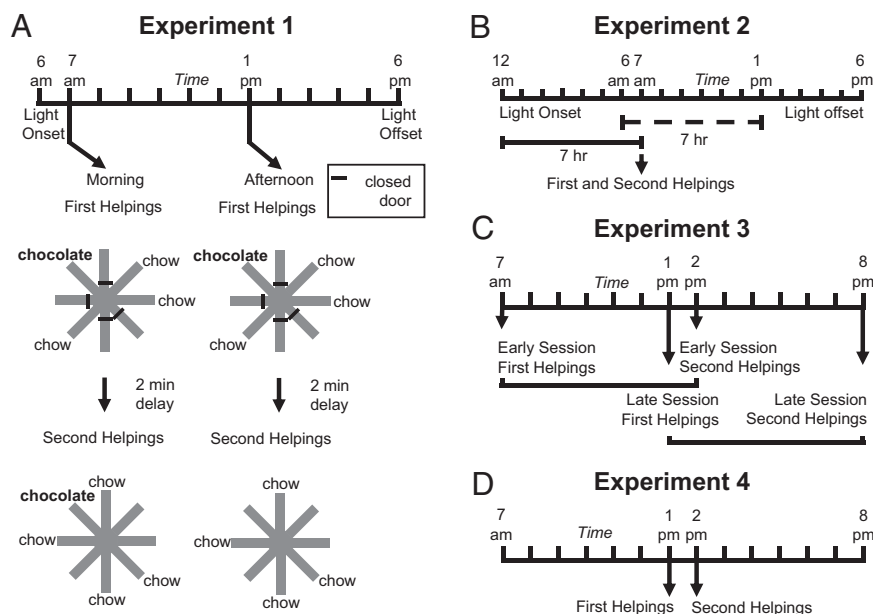 A
Experiment 1
6 am
7 am
Time
1 pm
6 pm
Light Onset
Light Offset
Morning
First Helpings
Afternoon
First Helpings
closed door
chocolate
chow
chow
chow
chow
chocolate
chow
chow
chow
chow
2 min delay
2 min delay
Second Helpings
Second Helpings
chow
chocolate
chow
chow
chow
chow
chow
chow
chow
B
Experiment 2
12 am
6 am
7 am
Time
1 pm
6 pm
Light Onset
Light offset
7 hr
7 hr
First and Second Helpings
C
Experiment 3
7 am
Time
1 pm
2 pm
8 pm
Early Session First Helpings
Early Session Second Helpings
Late Session First Helpings
Late Session Second Helpings
D
Experiment 4
7 am
Time
1 pm
2 pm
8 pm
First Helpings
Second Helpings